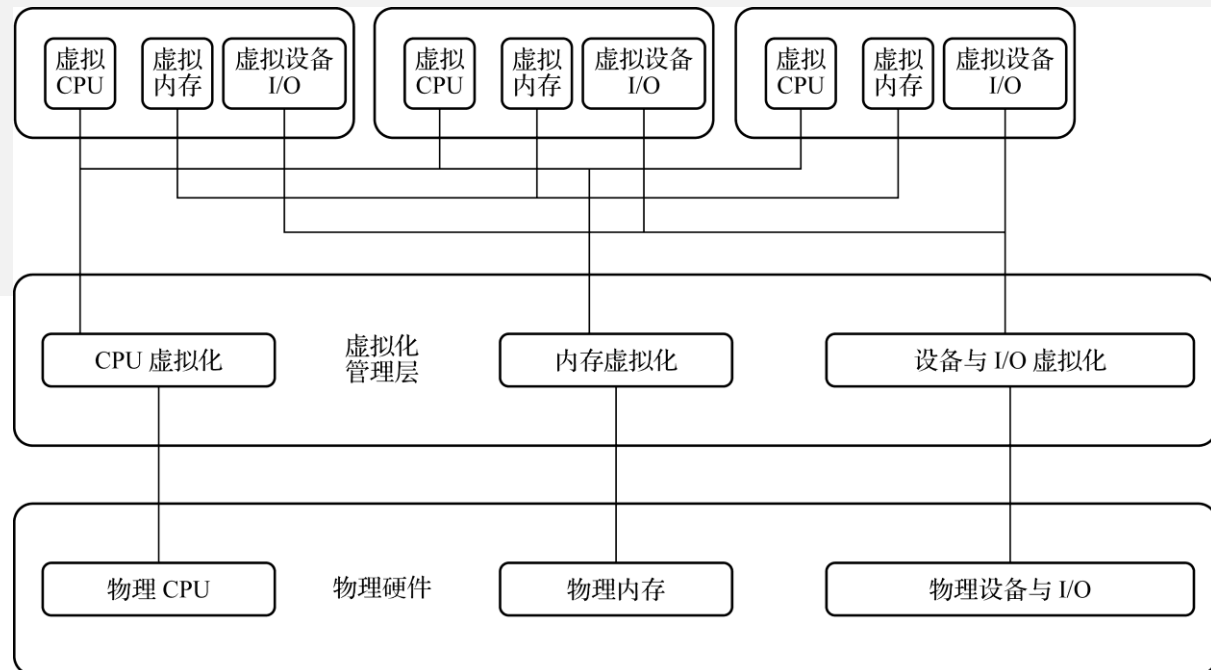 虚拟
CPU
虚拟
内存
虚拟设备
I/O
虚拟
CPU
虚拟
内存
虚拟设备
I/O
虚拟
CPU
虚拟
内存
虚拟设备
I/O
CPU 虚拟化
虚拟化
管理层
内存虚拟化
设备与 I/O 虚拟化
物理 CPU
物理硬件
物理内存
物理设备与 I/O